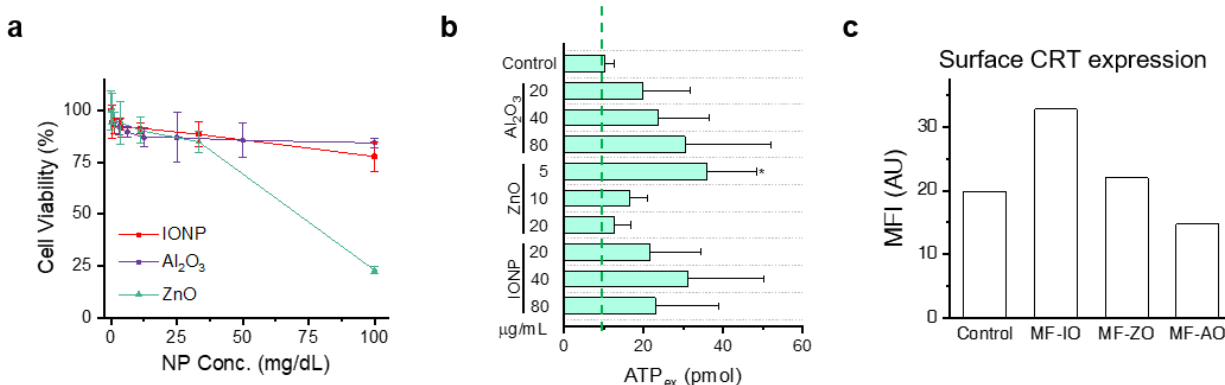 a
Cell Viability (%)
100
75
50
25
0
IONP
Al₂O₃
ZnO
0 25 50 75 100
NP Conc. (mg/dL)
b
Control
Al₂O₃
20
40
80
ZnO
5 *
10
20
IONP
20
40
80
μg/mL
0 20 40 60
ATPₑₓ (pmol)
c
Surface CRT expression
MFI (AU)
30
20
10
0
Control MF-IO MF-ZO MF-AO